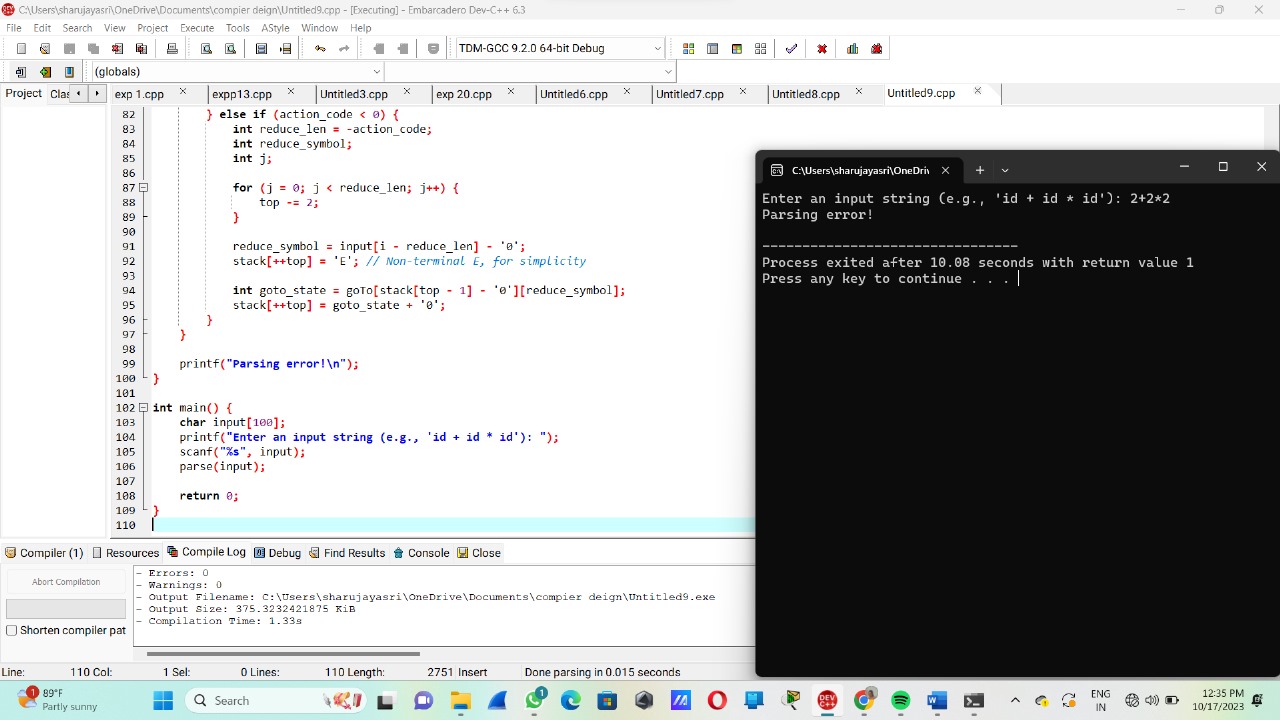 C:\Users\sharujayasri\OneDrive\Documents\compier deign\Untitled9.cpp - [Executing] - Embarcadero Dev-C++ 6.3
File Edit Search View Project Execute Tools AStyle Window Help
TDM-GCC 9.2.0 64-bit Debug
(globals)
Project Clas exp 1.cpp expp13.cpp Untitled3.cpp exp 20.cpp Untitled6.cpp Untitled7.cpp Untitled8.cpp Untitled9.cpp
82 } else if (action_code < 0) {
83 int reduce_len = -action_code;
84 int reduce_symbol;
85 int j;
86
87 for (j = 0; j < reduce_len; j++) {
88 top -= 2;
89 }
90
91 reduce_symbol = input[i - reduce_len] - '0';
92 stack[++top] = 'E'; // Non-terminal E, for simplicity
93
94 int goto_state = goTo[stack[top - 1] - '0'][reduce_symbol];
95 stack[++top] = goto_state + '0';
96 }
97 }
98
99 printf("Parsing error!\n");
100 }
101
102 int main() {
103 char input[100];
104 printf("Enter an input string (e.g., 'id + id * id'): ");
105 scanf("%s", input);
106 parse(input);
107
108 return 0;
109 }
110
C:\Users\sharujayasri\OneDriv
Enter an input string (e.g., 'id + id * id'): 2+2*2
Parsing error!
--------------------------------
Process exited after 10.08 seconds with return value 1
Press any key to continue . . .
Compiler (1) Resources Compile Log Debug Find Results Console Close
Abort Compilation
Shorten compiler pat
- Errors: 0
- Warnings: 0
- Output Filename: C:\Users\sharujayasri\OneDrive\Documents\compier deign\Untitled9.exe
- Output Size: 375.3232421875 KiB
- Compilation Time: 1.33s
Line: 110 Col: 1 Sel: 0 Lines: 110 Length: 2751 Insert Done parsing in 0.015 seconds
1
89°F
Partly sunny
Search
1
DEV
C++
ENG
IN
12:35 PM
10/17/2023